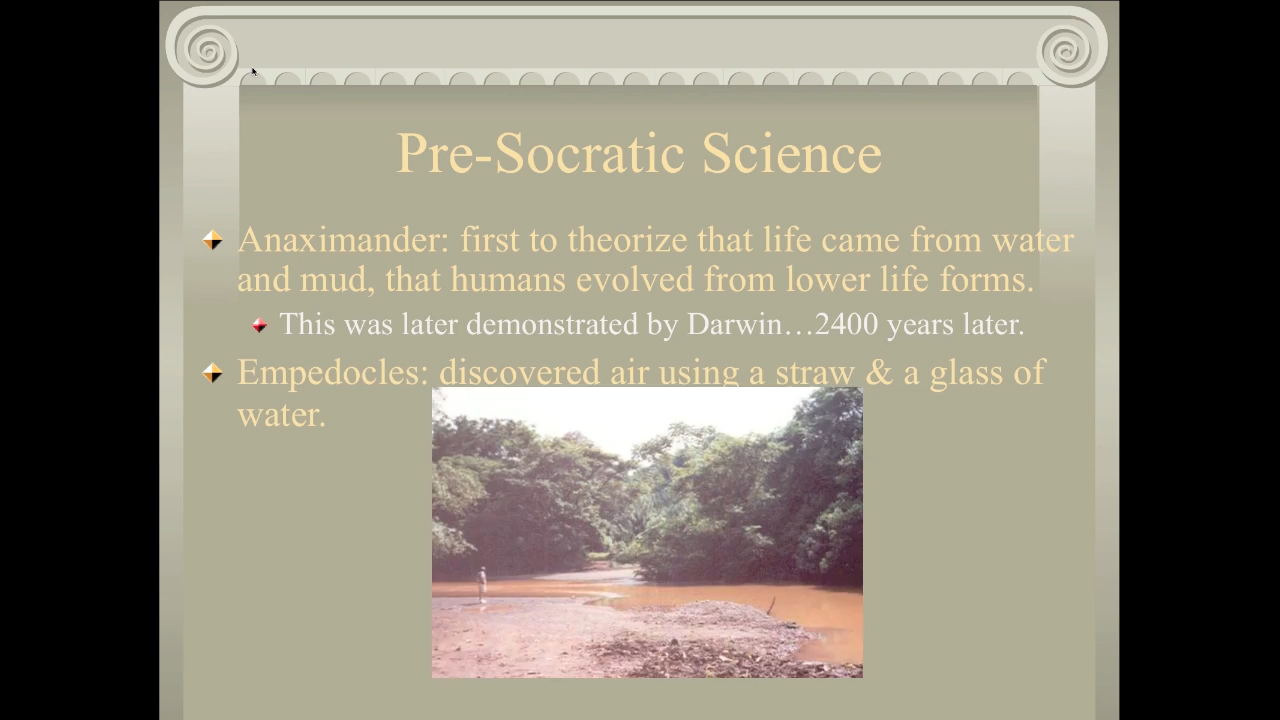 Pre-Socratic Science
Anaximander: first to theorize that life came from water
and mud, that humans evolved from lower life forms.
This was later demonstrated by Darwin…2400 years later.
Empedocles: discovered air using a straw & a glass of
water.